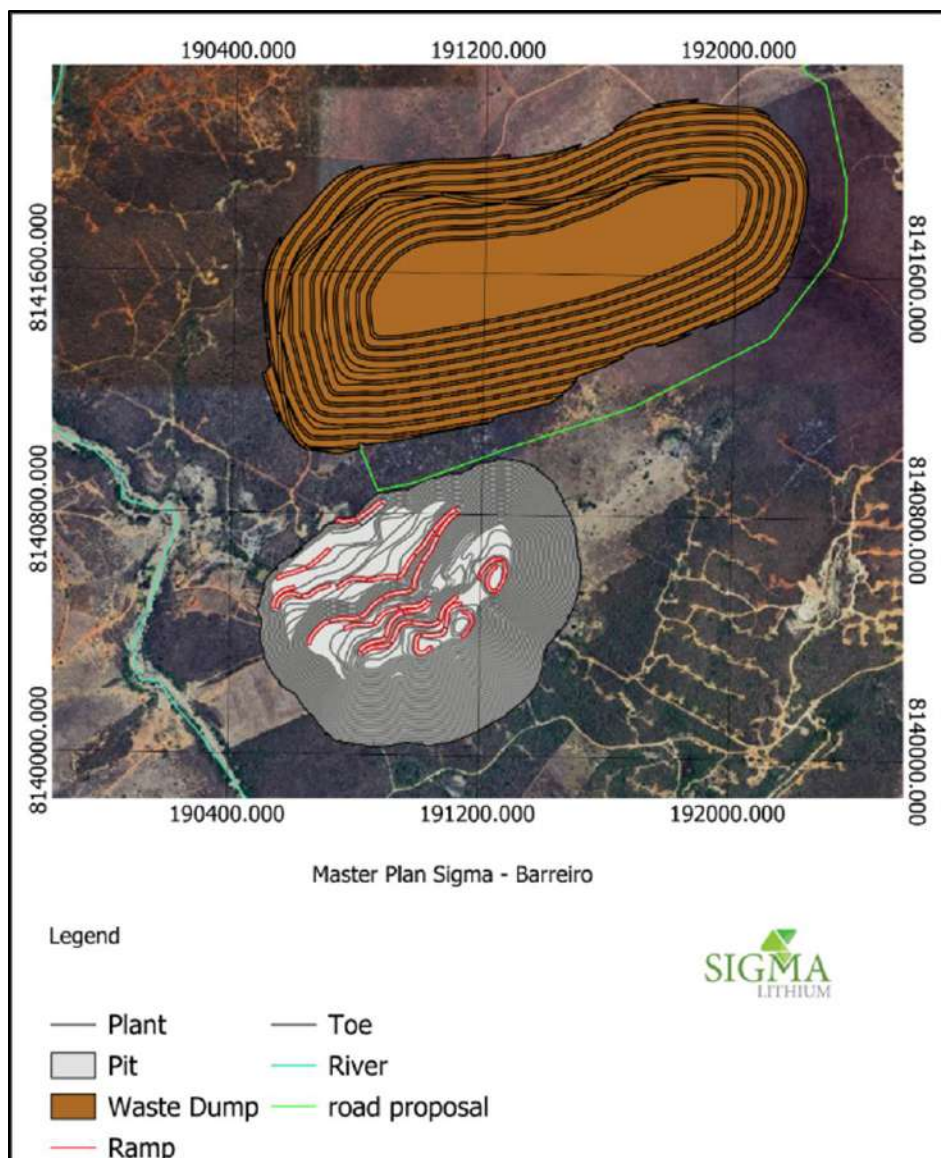 190400.000 191200.000 192000.000
8141600.000
8141600.000
8140800.000
8140800.000
8140000.000
8140000.000
190400.000 191200.000 192000.000
Master Plan Sigma - Barreiro
Legend
SIGMA
LITHIUM
Plant Toe
Pit River
Waste Dump road proposal
Ramp